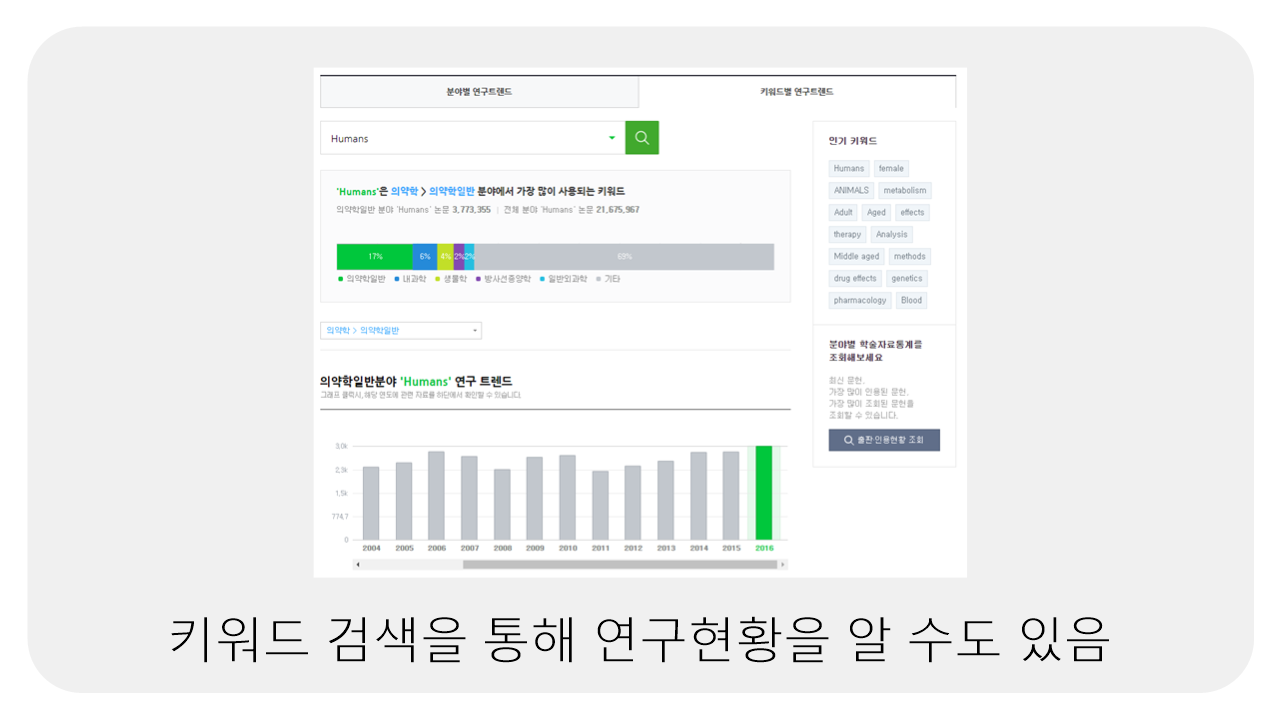 분야별 연구트렌드
키워드별 연구트렌드
Humans
'Humans'은 의약학 > 의약학일반 분야에서 가장 많이 사용되는 키워드
의약학일반 분야 'Humans' 논문 3,773,355 | 전체 분야 'Humans' 논문 21,675,967
17% 6% 4% 2% 2% 69%
의약학일반 내과학 생물학 방사선종양학 일반외과학 기타
의약학 > 의약학일반
의약학일반분야 'Humans' 연구 트렌드
그래프 클릭시, 해당 연도에 관련 자료를 하단에서 확인할 수 있습니다.
3.0k
2.3k
1.5k
774.7
0
2004 2005 2006 2007 2008 2009 2010 2011 2012 2013 2014 2015 2016
인기 키워드
Humans female
ANIMALS metabolism
Adult Aged effects
therapy Analysis
Middle aged methods
drug effects genetics
pharmacology Blood
분야별 학술자료통계를
조회해보세요
최신 문헌,
가장 많이 인용된 문헌,
가장 많이 조회된 문헌를
조회할 수 있습니다.
출판·인용현황 조회
키워드 검색을 통해 연구현황을 알 수도 있음